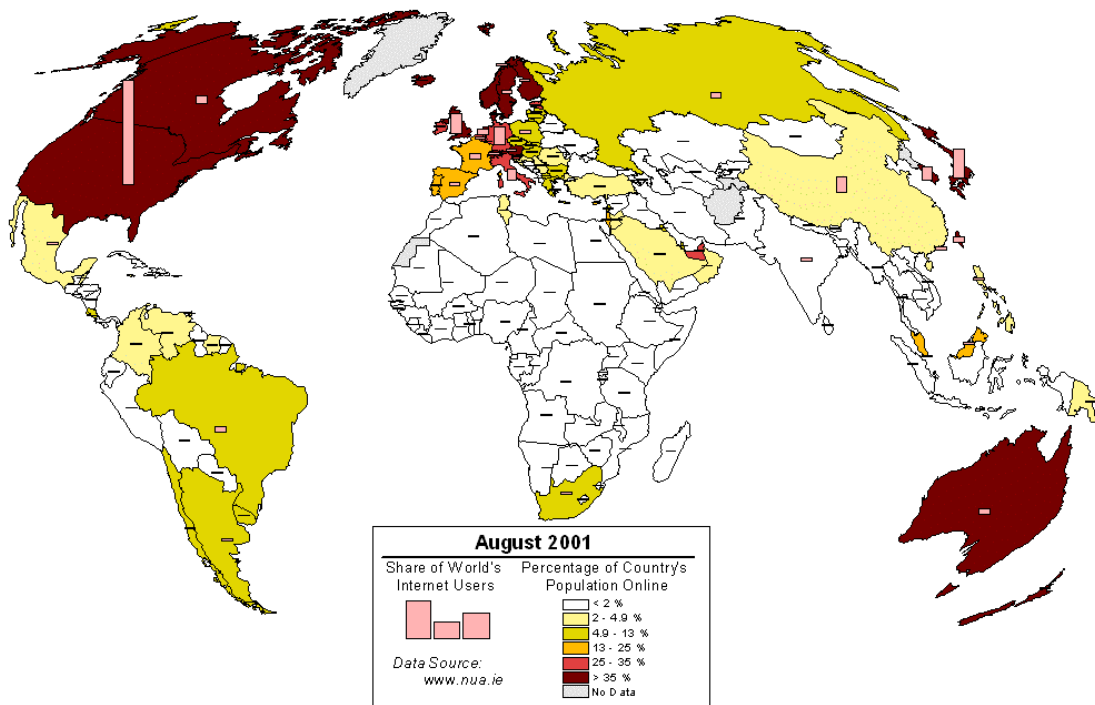 August 2001
Share of World's
Internet Users
Data Source:
www.nua.ie
Percentage of Country's
Population Online
< 2 %
2 - 4.9 %
4.9 - 13 %
13 - 25 %
25 - 35 %
> 35 %
No Data